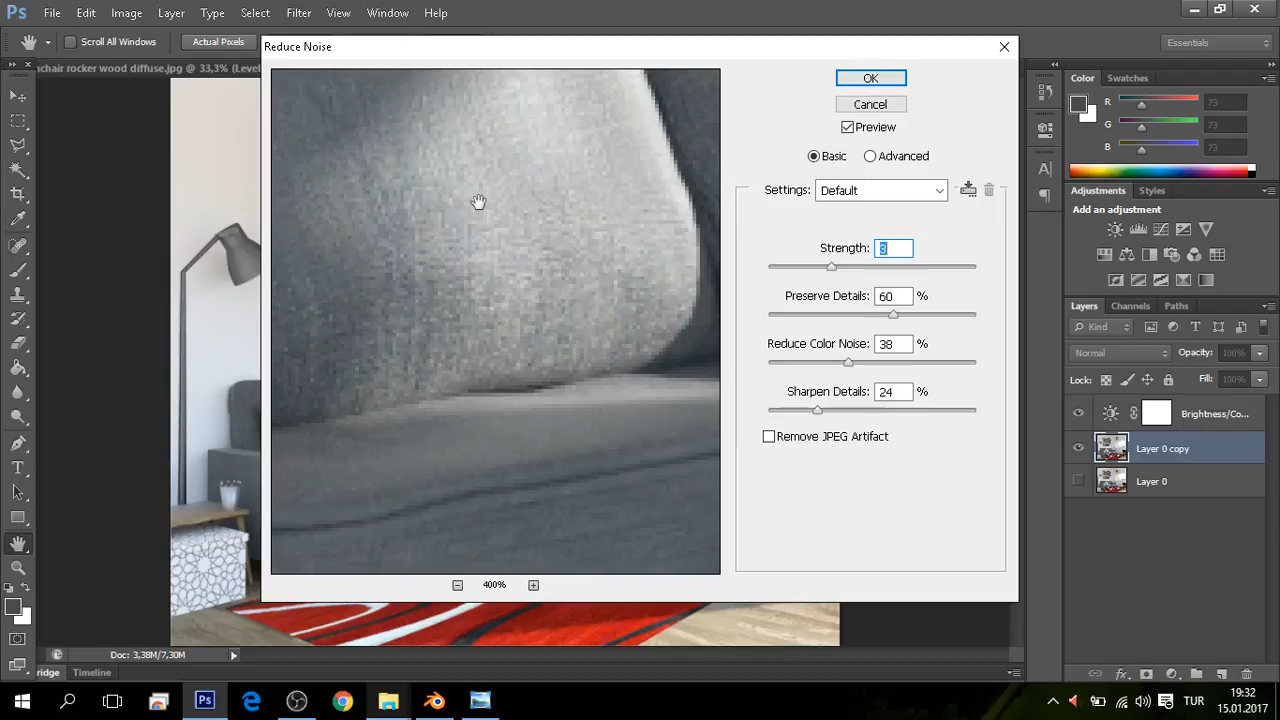 Ps File Edit Image Layer Type Select Filter View Window Help
Scroll All Windows Actual Pixels Essentials
Reduce Noise
chair rocker wood diffuse.jpg @ 33,3% (Level
OK
Cancel
Preview
Basic Advanced
Settings: Default
Strength: 3
Preserve Details: 60 %
Reduce Color Noise: 38 %
Sharpen Details: 24 %
Remove JPEG Artifact
400%
Color Swatches
R 73
G 73
B 73
Adjustments Styles
Add an adjustment
Layers Channels Paths
Kind
Normal Opacity: 100%
Lock: Fill: 100%
Brightness/Co...
Layer 0 copy
Layer 0
Doc: 3,38M/7,30M
ridge Timeline
TUR
19:32
15.01.2017